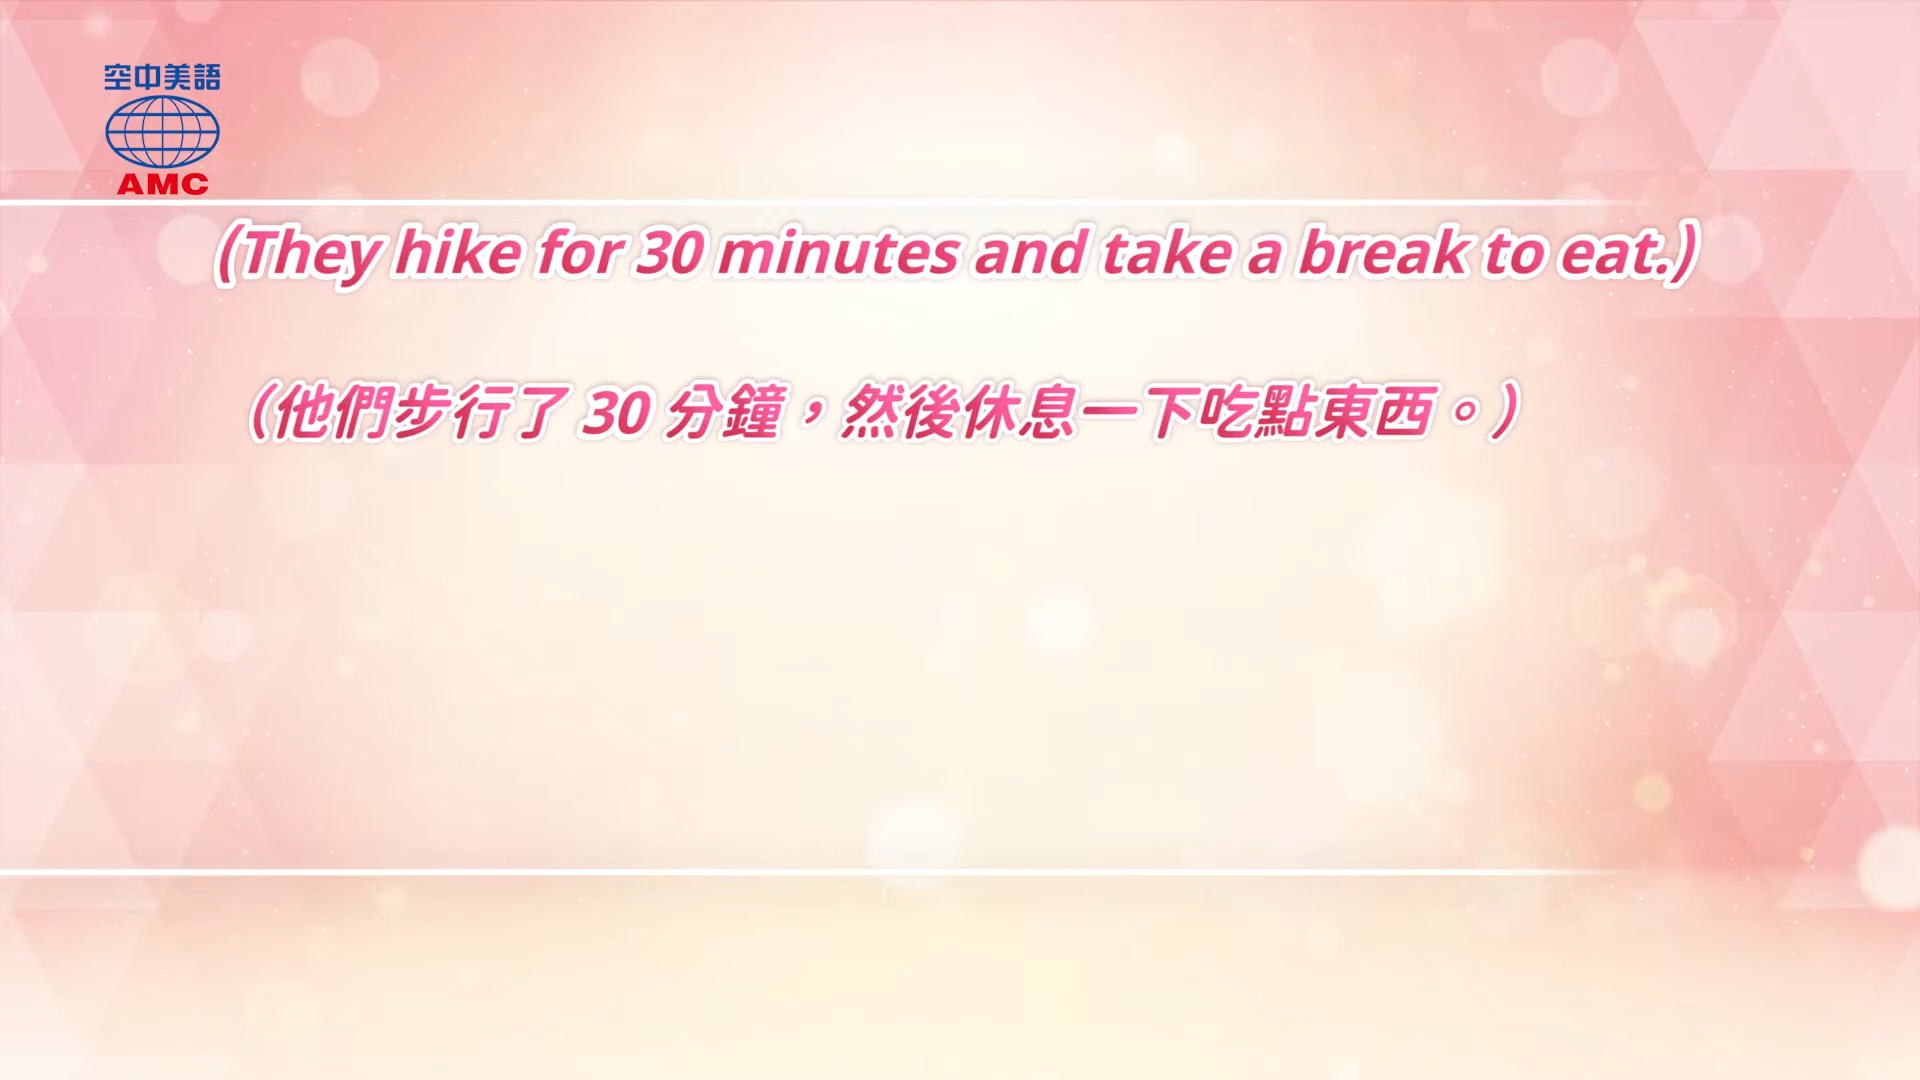 空中美語
AMC
(They hike for 30 minutes and take a break to eat.)
（他們步行了 30 分鐘，然後休息一下吃點東西。）